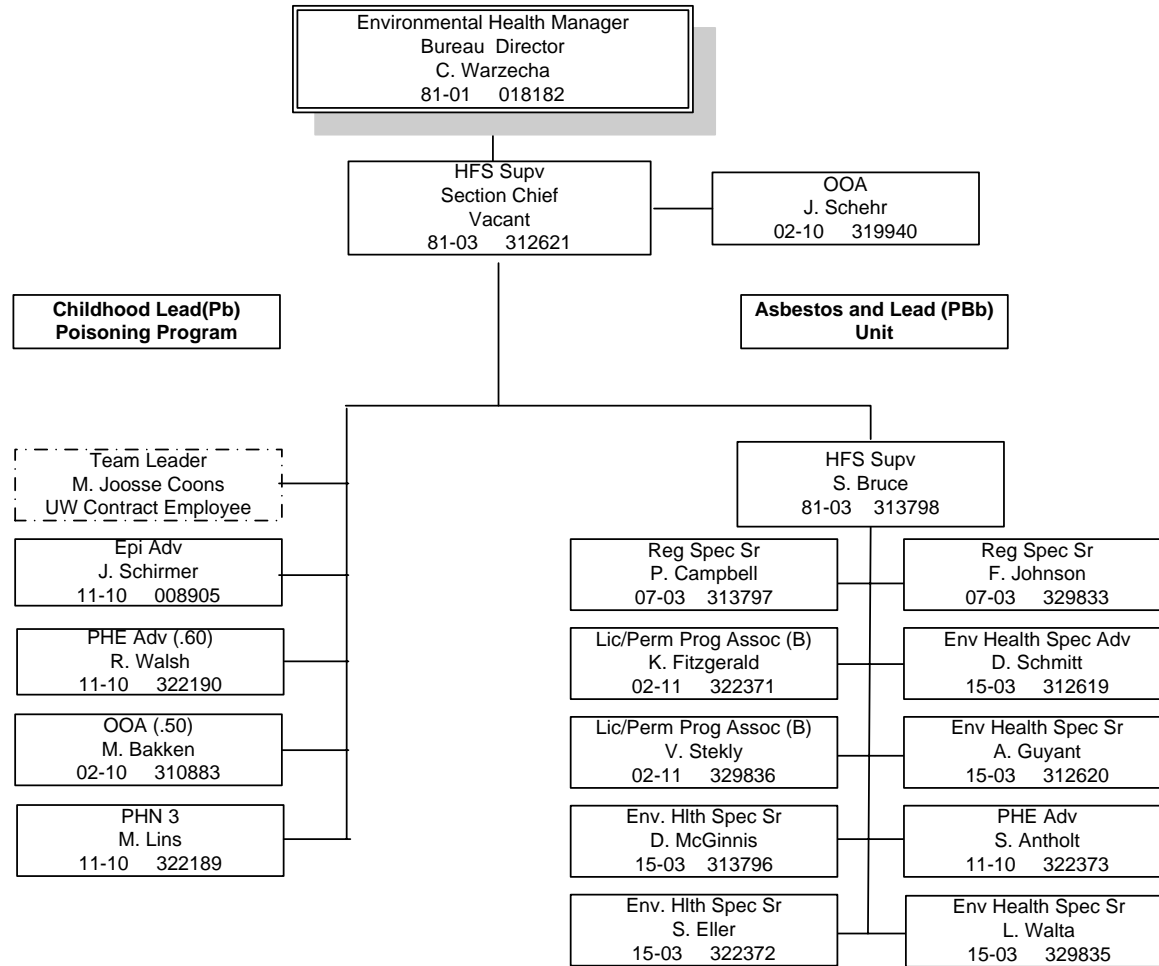 Environmental Health Manager
Bureau Director
C. Warzecha
81-01 018182
HFS Supv
Section Chief
Vacant
81-03 312621
OOA
J. Schehr
02-10 319940
Childhood Lead(Pb)
Poisoning Program
Asbestos and Lead (PBb)
Unit
Team Leader
M. Joosse Coons
UW Contract Employee
Epi Adv
J. Schirmer
11-10 008905
PHE Adv (.60)
R. Walsh
11-10 322190
OOA (.50)
M. Bakken
02-10 310883
PHN 3
M. Lins
11-10 322189
HFS Supv
S. Bruce
81-03 313798
Reg Spec Sr
P. Campbell
07-03 313797
Reg Spec Sr
F. Johnson
07-03 329833
Lic/Perm Prog Assoc (B)
K. Fitzgerald
02-11 322371
Env Health Spec Adv
D. Schmitt
15-03 312619
Lic/Perm Prog Assoc (B)
V. Stekly
02-11 329836
Env Health Spec Sr
A. Guyant
15-03 312620
Env. Hlth Spec Sr
D. McGinnis
15-03 313796
PHE Adv
S. Antholt
11-10 322373
Env. Hlth Spec Sr
S. Eller
15-03 322372
Env Health Spec Sr
L. Walta
15-03 329835